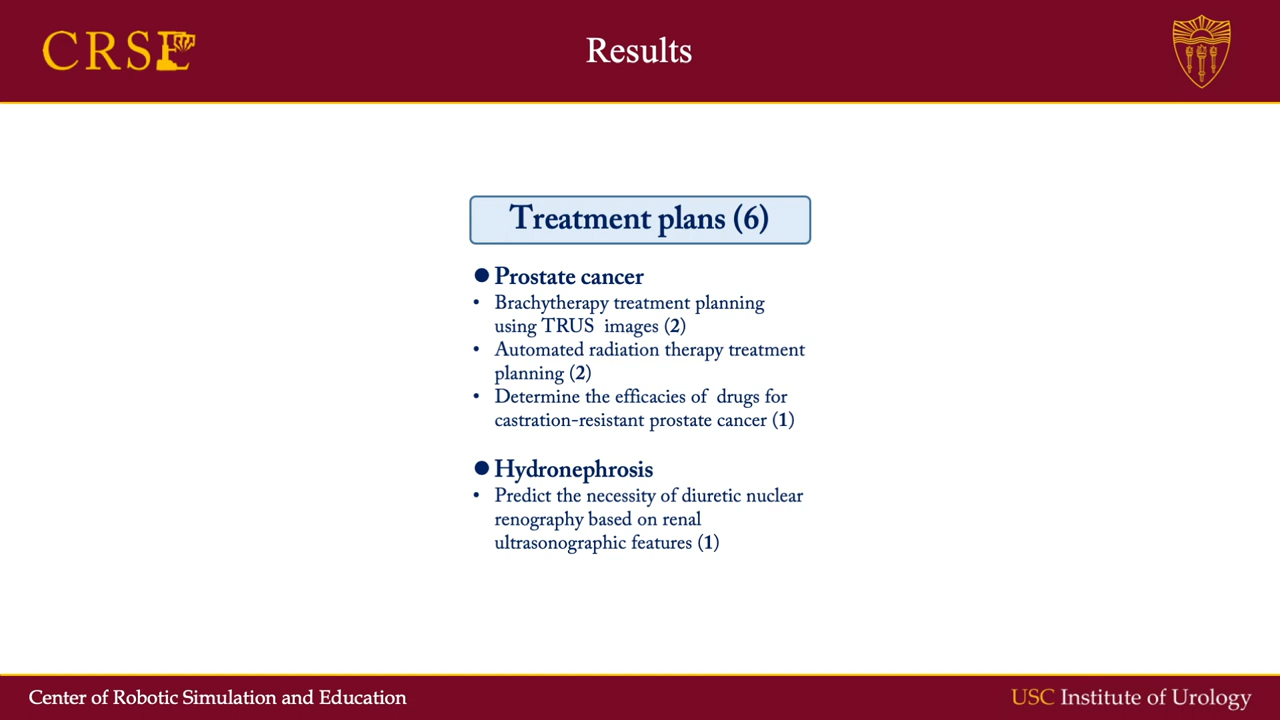 CRSE
Results
Treatment plans (6)
● Prostate cancer
• Brachytherapy treatment planning
using TRUS images (2)
• Automated radiation therapy treatment
planning (2)
• Determine the efficacies of drugs for
castration-resistant prostate cancer (1)
● Hydronephrosis
• Predict the necessity of diuretic nuclear
renography based on renal
ultrasonographic features (1)
Center of Robotic Simulation and Education
USC Institute of Urology